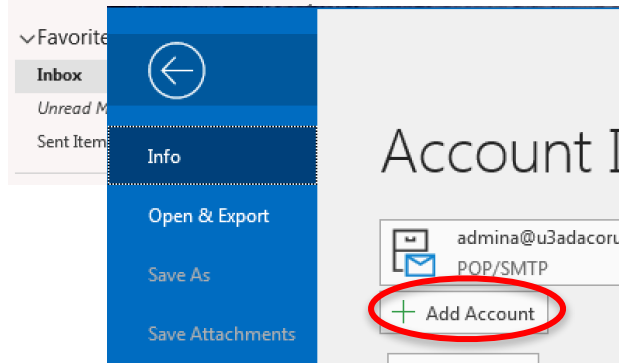 Favorite
Inbox
Unread M
Sent Item
Info
Open & Export
Save As
Save Attachments
Account I
admina@u3adacoru
POP/SMTP
Add Account